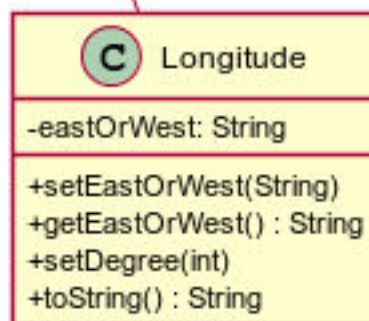 C Longitude
-eastOrWest: String
+setEastOrWest(String)
+getEastOrWest() : String
+setDegree(int)
+toString() : String